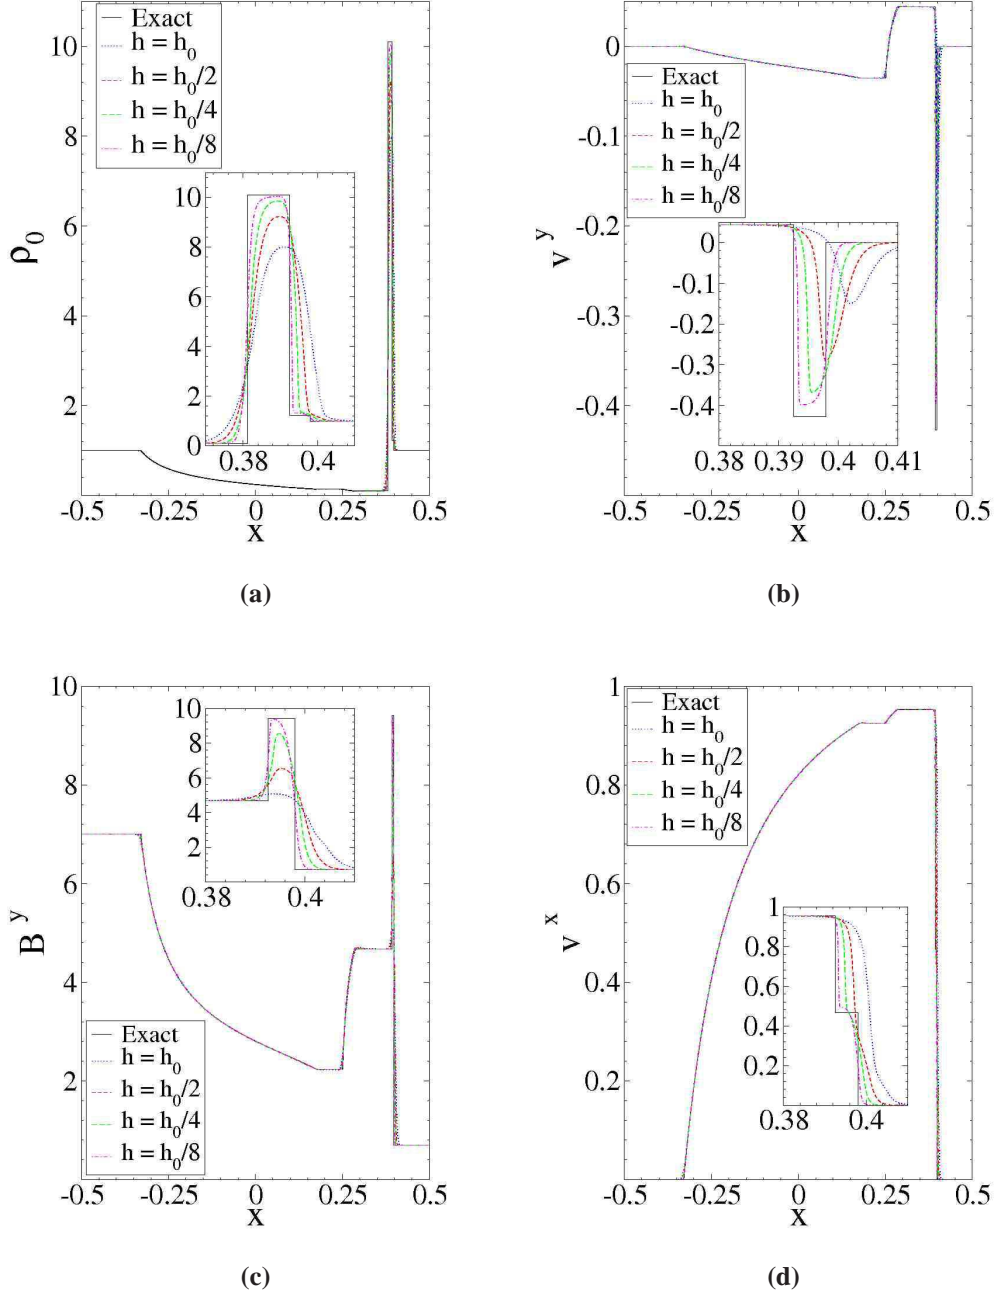 10
8
6
4
2
ρ₀
Exact
h = h₀
h = h₀/2
h = h₀/4
h = h₀/8
10
8
6
4
2
0
0.38
0.4
-0.5
-0.25
0
0.25
0.5
x
(a)
0
-0.1
-0.2
-0.3
-0.4
v^y
Exact
h = h₀
h = h₀/2
h = h₀/4
h = h₀/8
0
-0.1
-0.2
-0.3
-0.4
0.38
0.39
0.4
0.41
-0.5
-0.25
0
0.25
0.5
x
(b)
10
8
6
4
2
B^y
10
8
6
4
2
0.38
0.4
Exact
h = h₀
h = h₀/2
h = h₀/4
h = h₀/8
-0.5
-0.25
0
0.25
0.5
x
(c)
1
0.8
0.6
0.4
0.2
v^x
Exact
h = h₀
h = h₀/2
h = h₀/4
h = h₀/8
1
0.8
0.6
0.4
0.2
0.38
0.4
-0.5
-0.25
0
0.25
0.5
x
(d)